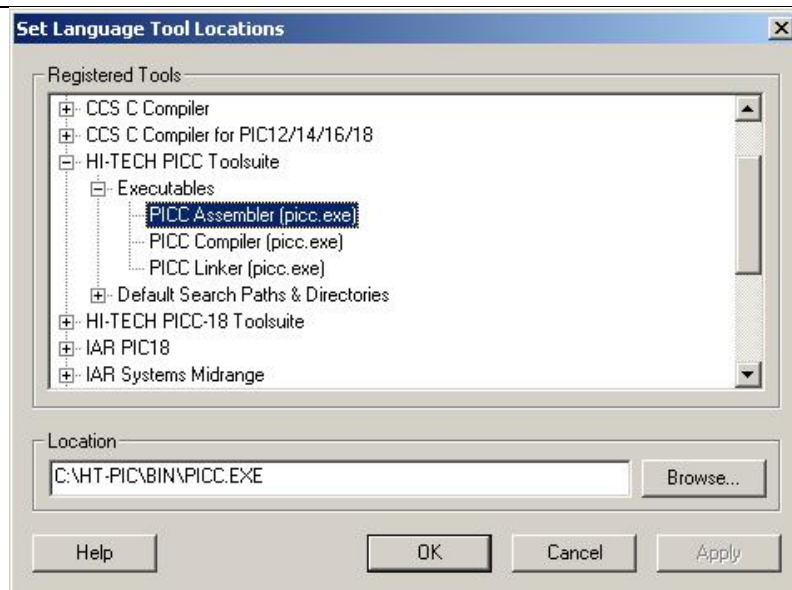 Set Language Tool Locations
Registered Tools
CCS C Compiler
CCS C Compiler for PIC12/14/16/18
HI-TECH PICC Toolsuite
Executables
PICC Assembler (picc.exe)
PICC Compiler (picc.exe)
PICC Linker (picc.exe)
Default Search Paths & Directories
HI-TECH PICC-18 Toolsuite
IAR PIC18
IAR Systems Midrange
Location
C:\HT-PIC\BIN\PICC.EXE
Browse...
Help
OK
Cancel
Apply